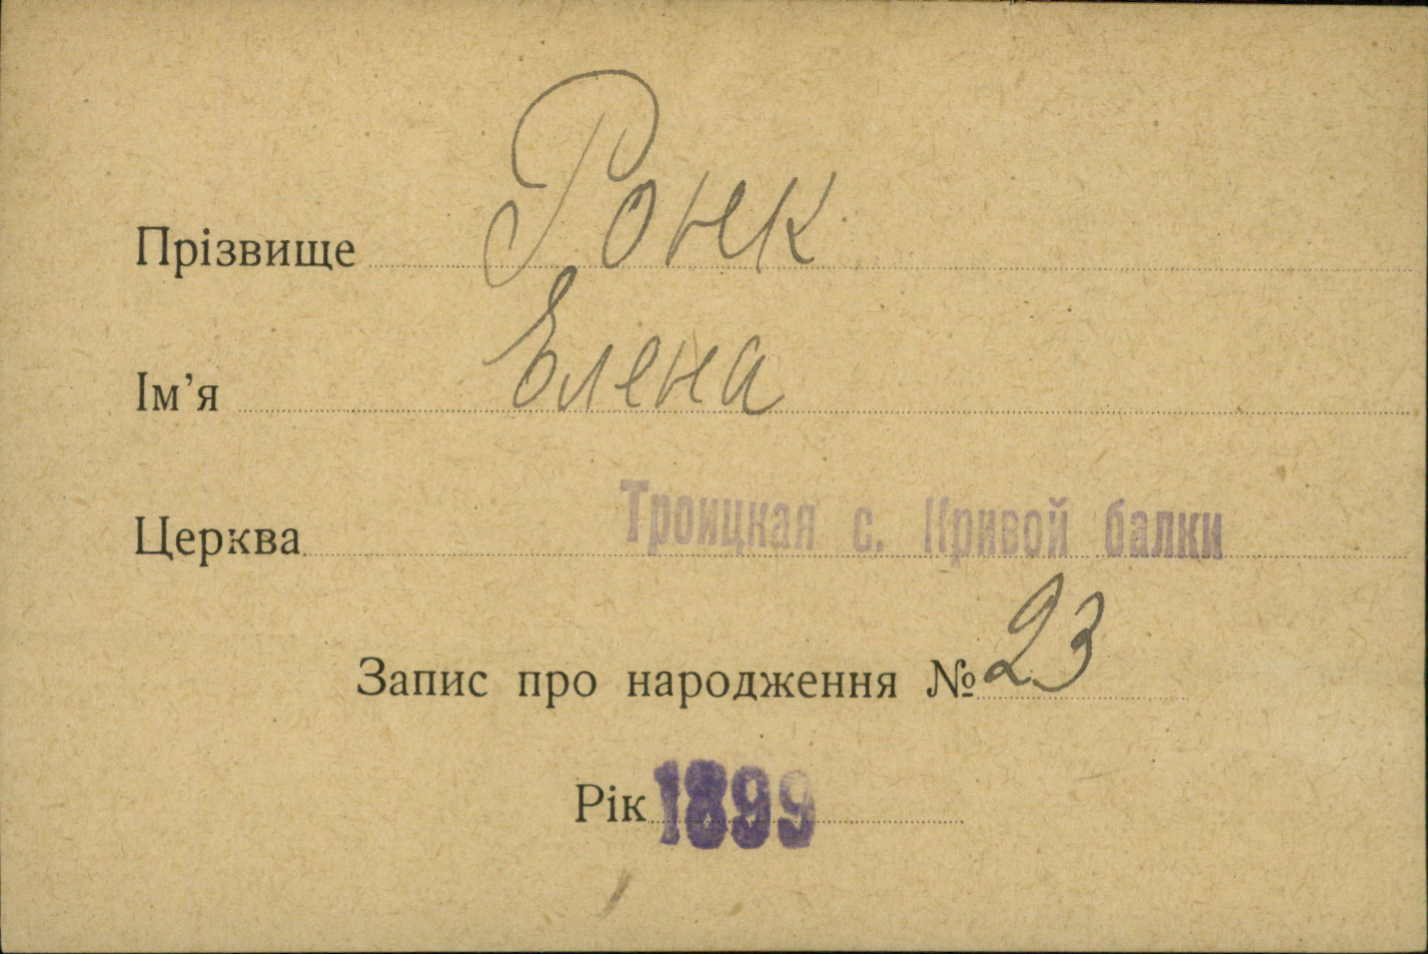 Прізвище Ронк
Ім’я Елена
Церква Троицкая с. Кривой балки
Запис про народження № 23
Рік 1899